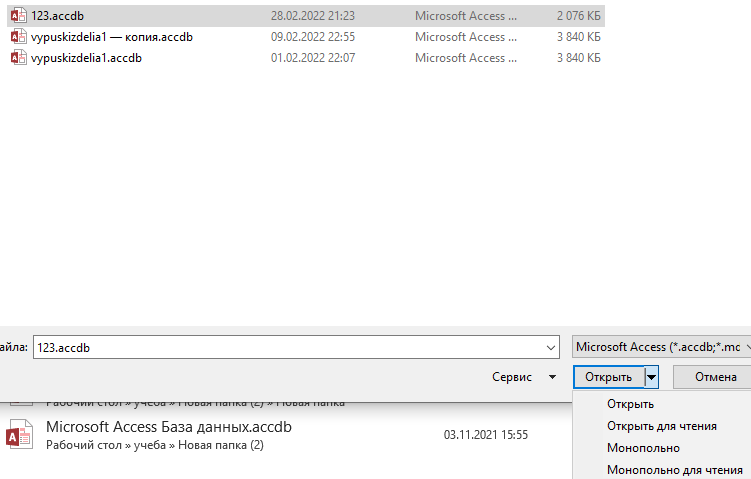 123.accdb 28.02.2022 21:23 Microsoft Access ... 2 076 КБ
vypuskizdelia1 — копия.accdb 09.02.2022 22:55 Microsoft Access ... 3 840 КБ
vypuskizdelia1.accdb 01.02.2022 22:07 Microsoft Access ... 3 840 КБ
айла: 123.accdb Microsoft Access (*.accdb;*.mc
Сервис Открыть Отмена
Рабочий стол » учеба » Новая папка (2) » Новая папка
Открыть
Microsoft Access База данных.accdb 03.11.2021 15:55
Открыть для чтения
Рабочий стол » учеба » Новая папка (2)
Монопольно
Монопольно для чтения